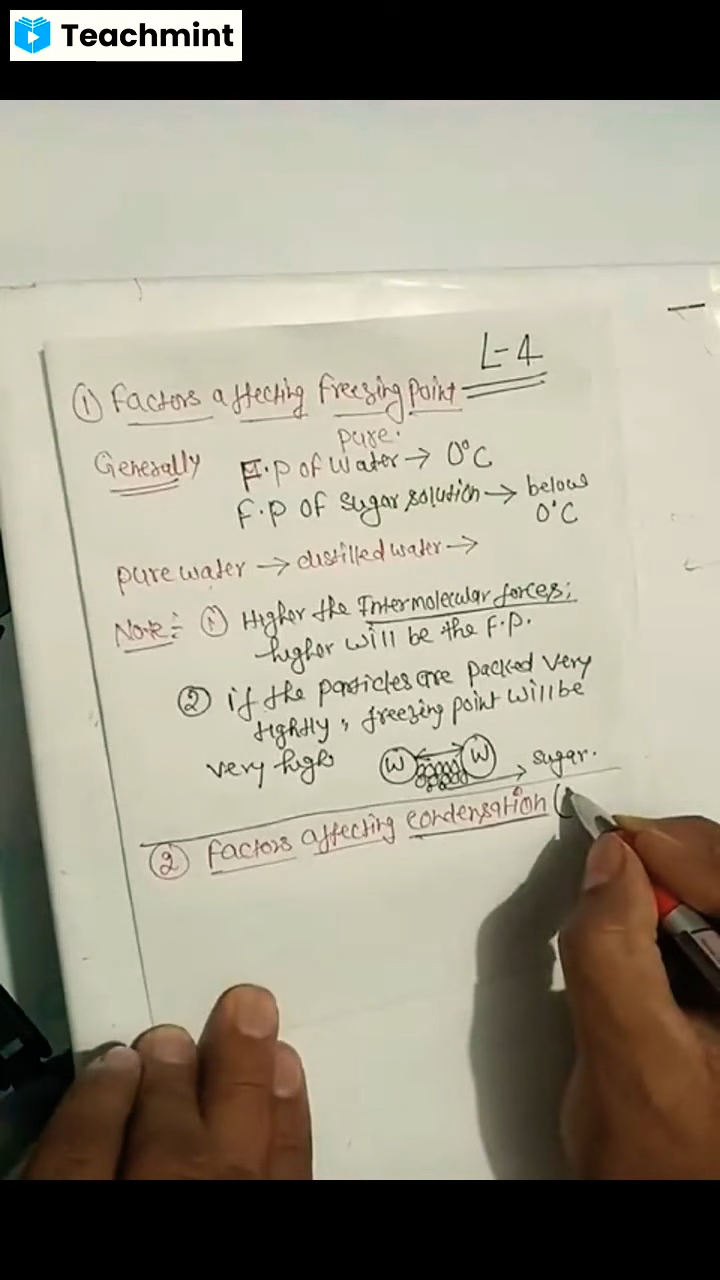 Teachmint
L-4
① Factors affecting freezing point
pure.
Generally F.P of water → 0°C
F.P OF sugar solution → below
0°C
pure water → distilled water →
Note:- ① Higher the Intermolecular forces;
higher will be the F.P.
② if the particles are packed very
tightly, freezing point will be
very high
W W → sugar.
② Factors affecting condensation (